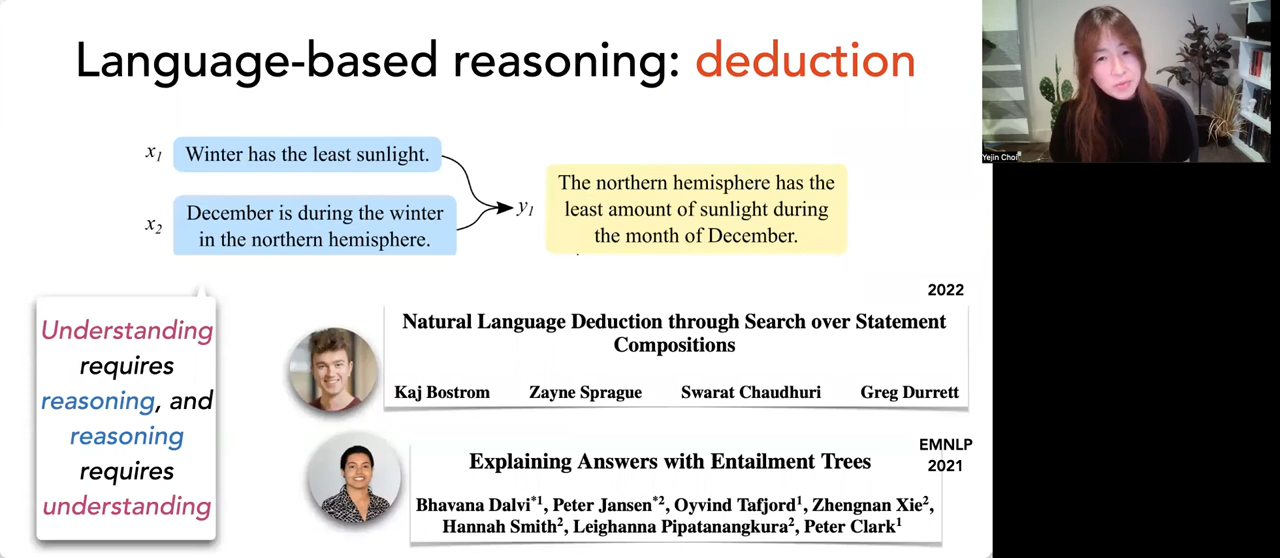 Language-based reasoning: deduction
Yejin Choi
x1
Winter has the least sunlight.
x2
December is during the winter
in the northern hemisphere.
y1
The northern hemisphere has the
least amount of sunlight during
the month of December.
Understanding
requires
reasoning, and
reasoning
requires
understanding
2022
Natural Language Deduction through Search over Statement
Compositions
Kaj Bostrom Zayne Sprague Swarat Chaudhuri Greg Durrett
EMNLP
2021
Explaining Answers with Entailment Trees
Bhavana Dalvi*1, Peter Jansen*2, Oyvind Tafjord1, Zhengnan Xie2,
Hannah Smith2, Leighanna Pipatanangkura2, Peter Clark1